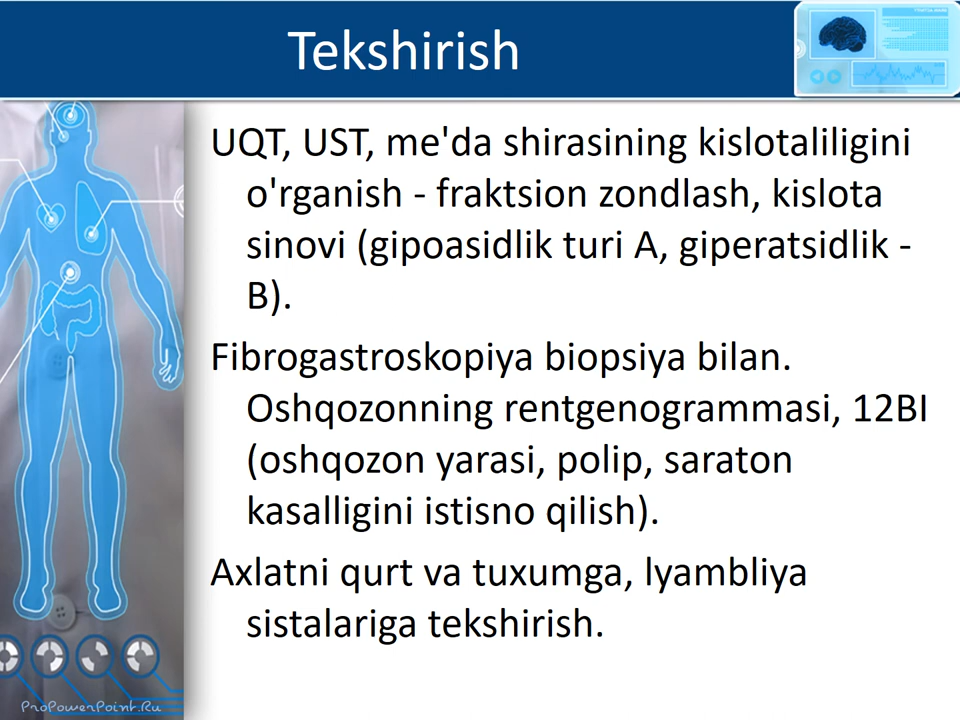 Tekshirish
UQT, UST, me'da shirasining kislotaliligini
o'rganish - fraktsion zondlash, kislota
sinovi (gipoasidlik turi A, giperatsidlik -
B).
Fibrogastroskopiya biopsiya bilan.
Oshqozonning rentgenogrammasi, 12BI
(oshqozon yarasi, polip, saraton
kasalligini istisno qilish).
Axlatni qurt va tuxumga, lyambliya
sistalariga tekshirish.
ProPowerPoint.Ru